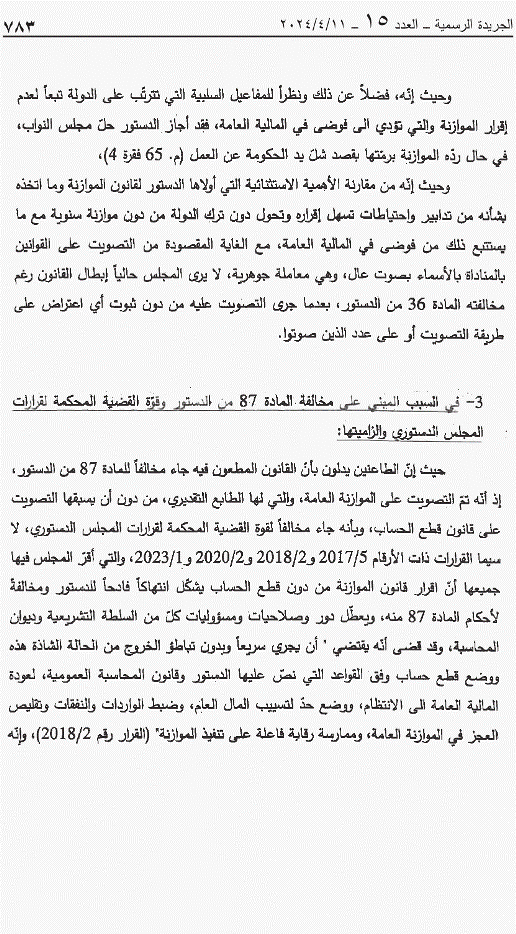 الجريدة الرسمية – العدد ١٥ – ٢٠٢٤/٤/١١ ٧٨٣
وحيث إنّه، فضلاً عن ذلك ونظراً للمفاعيل السلبية التي تترتّب على الدولة تبعاً لعدم
إقرار الموازنة والتي تؤدي الى فوضى في المالية العامة، فقد أجاز الدستور حلّ مجلس النواب،
في حال ردّه الموازنة برمّتها بقصد شلّ يد الحكومة عن العمل (م. 65 فقرة 4)،
وحيث إنّه من مقارنة الأهمية الاستثنائية التي أولاها الدستور لقانون الموازنة وما اتخذه
بشأنه من تدابير واحتياطات تسهل إقراره وتحول دون ترك الدولة من دون موازنة سنوية مع ما
يستتبع ذلك من فوضى في المالية العامة، مع الغاية المقصودة من التصويت على القوانين
بالمناداة بالأسماء بصوت عال، وهي معاملة جوهرية، لا يرى المجلس حالياً إبطال القانون رغم
مخالفته المادة 36 من الدستور، بعدما جرى التصويت عليه من دون ثبوت أي اعتراض على
طريقة التصويت أو على عدد الذين صوتوا.
3– في السبب المبني على مخالفة المادة 87 من الدستور وقوّة القضية المحكمة لقرارات
المجلس الدستوري والزاميتها:
حيث إنّ الطاعنين يدلون بأنّ القانون المطعون فيه جاء مخالفاً للمادة 87 من الدستور،
إذ أنّه تمّ التصويت على الموازنة العامة، والتي لها الطابع التقديري، من دون أن يسبقها التصويت
على قانون قطع الحساب، وبأنه جاء مخالفاً لقوة القضية المحكمة لقرارات المجلس الدستوري، لا
سيما القرارات ذات الأرقام 2017/5 و2018/2 و2020/2 و2023/1، والتي أقرّ المجلس فيها
جميعها أنّ اقرار قانون الموازنة من دون قطع الحساب يشكّل انتهاكاً فادحاً للدستور ومخالفةً
لأحكام المادة 87 منه، ويعطّل دور وصلاحيات ومسؤوليات كلّ من السلطة التشريعية وديوان
المحاسبة، وقد قضى أنّه يقتضي " أن يجري سريعاً وبدون تباطؤ الخروج من الحالة الشاذة هذه
ووضع قطع حساب وفق القواعد التي نصّ عليها الدستور وقانون المحاسبة العمومية، لعودة
المالية العامة الى الانتظام، ووضع حدّ لتسييب المال العام، وضبط الواردات والنفقات وتقليص
العجز في الموازنة العامة، وممارسة رقابة فاعلة على تنفيذ الموازنة" (القرار رقم 2018/2)، وإنّه